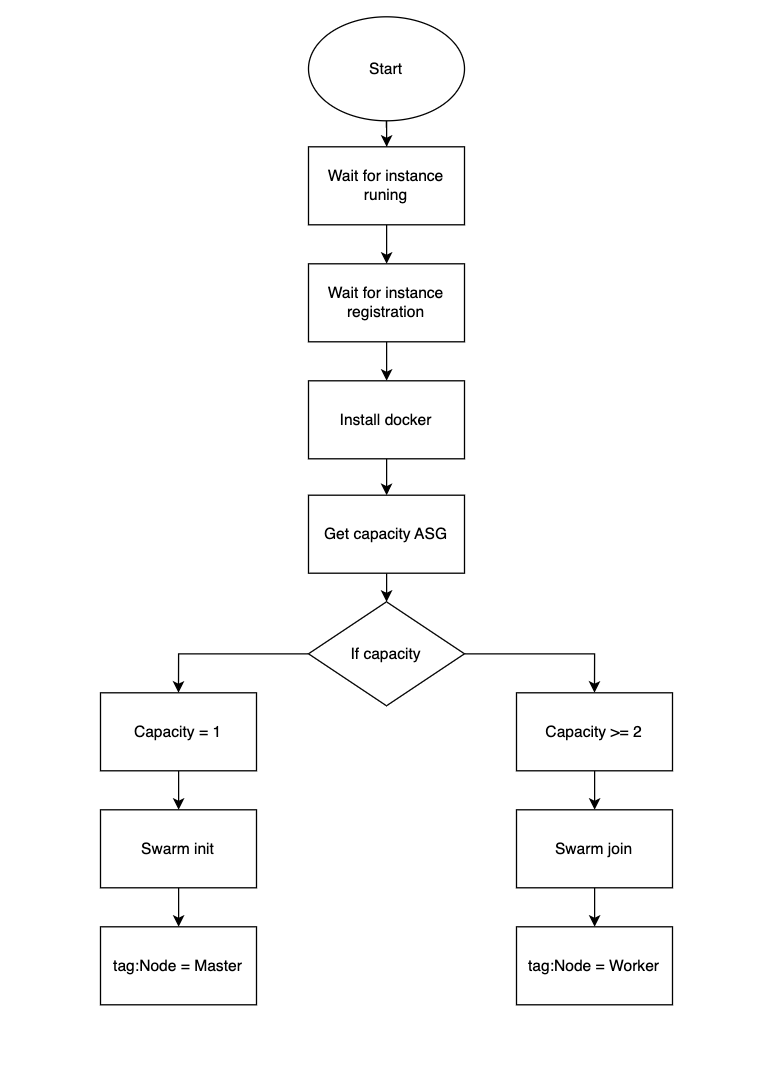 Start
Wait for instance
runing
Wait for instance
registration
Install docker
Get capacity ASG
If capacity
Capacity = 1
Capacity >= 2
Swarm init
Swarm join
tag:Node = Master
tag:Node = Worker